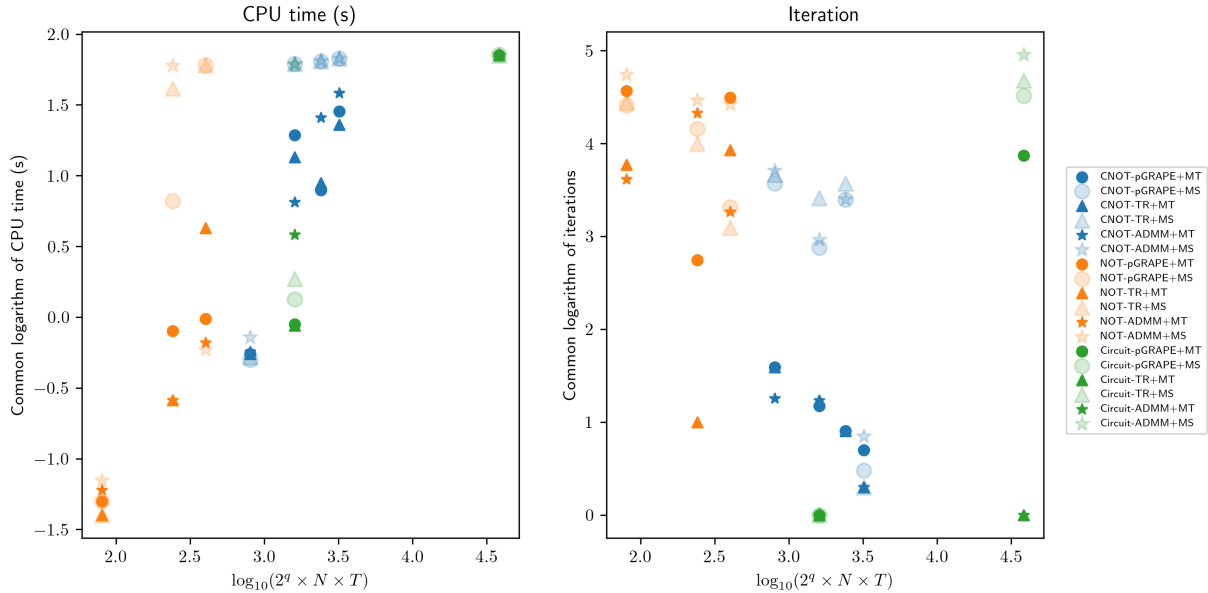 CPU time (s)
Common logarithm of CPU time (s)
2.0
1.5
1.0
0.5
0.0
−0.5
−1.0
−1.5
2.0 2.5 3.0 3.5 4.0 4.5
log₁₀(2^q × N × T)
Iteration
Common logarithm of iterations
5
4
3
2
1
0
2.0 2.5 3.0 3.5 4.0 4.5
log₁₀(2^q × N × T)
CNOT-pGRAPE+MT
CNOT-pGRAPE+MS
CNOT-TR+MT
CNOT-TR+MS
CNOT-ADMM+MT
CNOT-ADMM+MS
NOT-pGRAPE+MT
NOT-pGRAPE+MS
NOT-TR+MT
NOT-TR+MS
NOT-ADMM+MT
NOT-ADMM+MS
Circuit-pGRAPE+MT
Circuit-pGRAPE+MS
Circuit-TR+MT
Circuit-TR+MS
Circuit-ADMM+MT
Circuit-ADMM+MS